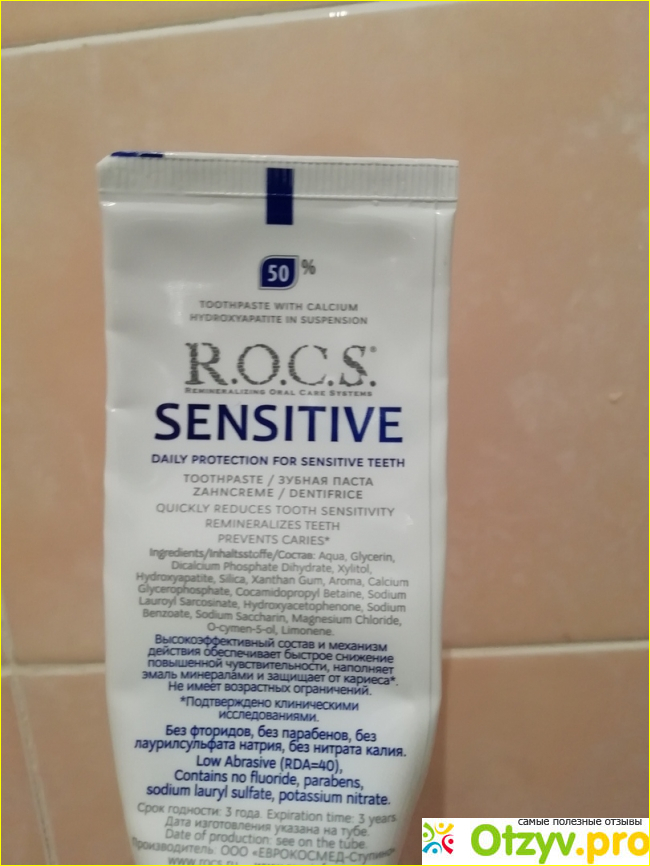 50 %
TOOTHPASTE WITH CALCIUM
HYDROXYAPATITE IN SUSPENSION
R.O.C.S.®
REMINERALIZING ORAL CARE SYSTEMS
SENSITIVE
DAILY PROTECTION FOR SENSITIVE TEETH
TOOTHPASTE / ЗУБНАЯ ПАСТА
ZAHNCREME / DENTIFRICE
QUICKLY REDUCES TOOTH SENSITIVITY
REMINERALIZES TEETH
PREVENTS CARIES*
Ingredients/Inhaltsstoffe/Состав: Aqua, Glycerin,
Dicalcium Phosphate Dihydrate, Xylitol,
Hydroxyapatite, Silica, Xanthan Gum, Aroma, Calcium
Glycerophosphate, Cocamidopropyl Betaine, Sodium
Lauroyl Sarcosinate, Hydroxyacetophenone, Sodium
Benzoate, Sodium Saccharin, Magnesium Chloride,
O-cymen-5-ol, Limonene.
Высокоэффективный состав и механизм
действия обеспечивает быстрое снижение
повышенной чувствительности, наполняет
эмаль минералами и защищает от кариеса*.
Не имеет возрастных ограничений.
*Подтверждено клиническими
исследованиями.
Без фторидов, без парабенов, без
лаурилсульфата натрия, без нитрата калия.
Low Abrasive (RDA=40),
Contains no fluoride, parabens,
sodium lauryl sulfate, potassium nitrate.
Срок годности: 3 года. Expiration time: 3 years
Дата изготовления указана на тубе.
Date of production: see on the tube.
Производитель: ООО «ЕВРОКОСМЕД-Ступино»
www.rocs.ru
самые полезные отзывы
Otzyv.pro